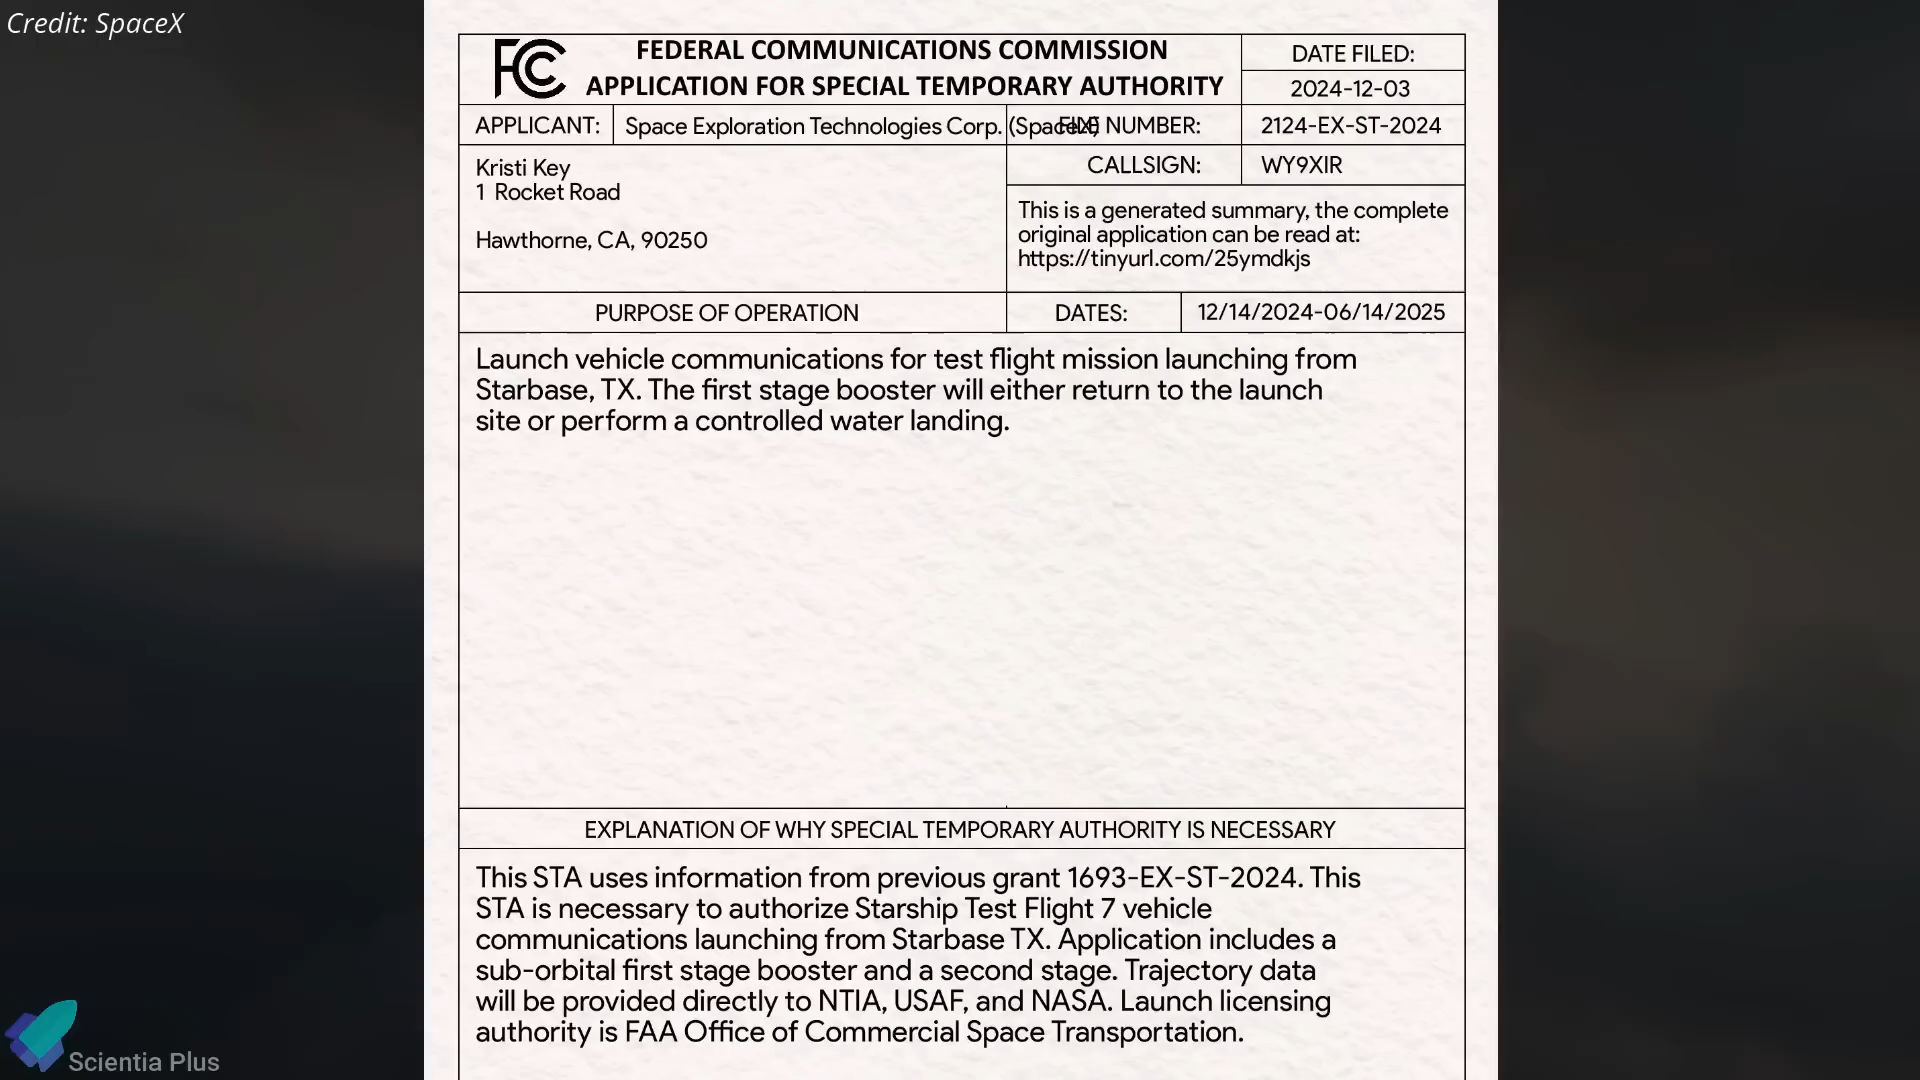 Credit: SpaceX
FCC
FEDERAL COMMUNICATIONS COMMISSION
APPLICATION FOR SPECIAL TEMPORARY AUTHORITY
DATE FILED:
2024-12-03
APPLICANT:
Space Exploration Technologies Corp. (SpaceX)
FILE NUMBER:
2124-EX-ST-2024
Kristi Key
1 Rocket Road
Hawthorne, CA, 90250
CALLSIGN:
WY9XIR
This is a generated summary, the complete
original application can be read at:
https://tinyurl.com/25ymdkjs
PURPOSE OF OPERATION
DATES:
12/14/2024-06/14/2025
Launch vehicle communications for test flight mission launching from
Starbase, TX. The first stage booster will either return to the launch
site or perform a controlled water landing.
EXPLANATION OF WHY SPECIAL TEMPORARY AUTHORITY IS NECESSARY
This STA uses information from previous grant 1693-EX-ST-2024. This
STA is necessary to authorize Starship Test Flight 7 vehicle
communications launching from Starbase TX. Application includes a
sub-orbital first stage booster and a second stage. Trajectory data
will be provided directly to NTIA, USAF, and NASA. Launch licensing
authority is FAA Office of Commercial Space Transportation.
Scientia Plus